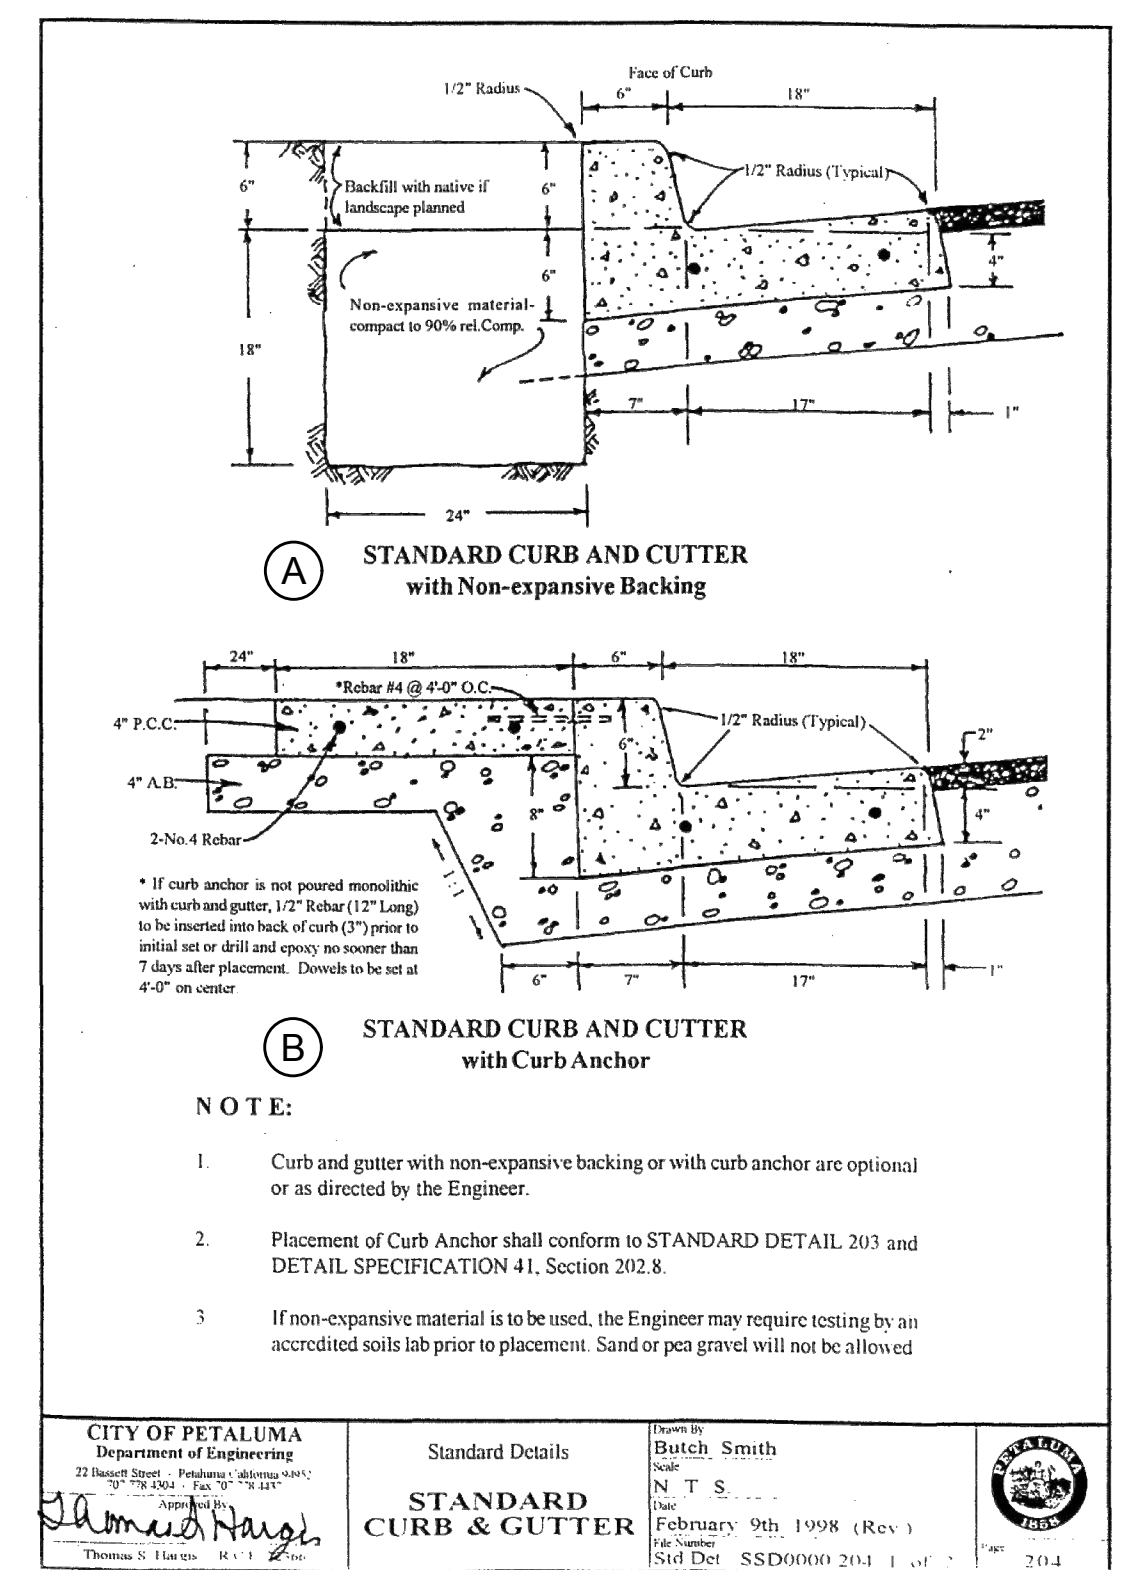 Face of Curb
1/2" Radius
6"
18"
6"
Backfill with native if
landscape planned
6"
1/2" Radius (Typical)
6"
4"
Non-expansive material-
compact to 90% rel.Comp.
18"
7"
17"
1"
24"
A
STANDARD CURB AND CUTTER
with Non-expansive Backing
24"
18"
6"
18"
*Rebar #4 @ 4'-0" O.C.
4" P.C.C.
1/2" Radius (Typical)
6"
2"
4" A.B.
8"
4"
2-No.4 Rebar
1:1
* If curb anchor is not poured monolithic
with curb and gutter, 1/2" Rebar (12" Long)
to be inserted into back of curb (3") prior to
initial set or drill and epoxy no sooner than
7 days after placement. Dowels to be set at
4'-0" on center
6"
7"
17"
1"
B
STANDARD CURB AND CUTTER
with Curb Anchor
NOTE:
1. Curb and gutter with non-expansive backing or with curb anchor are optional
or as directed by the Engineer.
2. Placement of Curb Anchor shall conform to STANDARD DETAIL 203 and
DETAIL SPECIFICATION 41, Section 202.8.
3 If non-expansive material is to be used, the Engineer may require testing by an
accredited soils lab prior to placement. Sand or pea gravel will not be allowed
CITY OF PETALUMA
Department of Engineering
22 Bassett Street - Petaluma California
Approved By
Thomas S Hargis
Thomas S Hargis
Standard Details
STANDARD
CURB & GUTTER
Drawn By
Butch Smith
Scale
N T S.
Date
February 9th 1998 (Rev)
File Number
Std Det SSD0000 204 1 of
PETALUMA
1858
Page
204